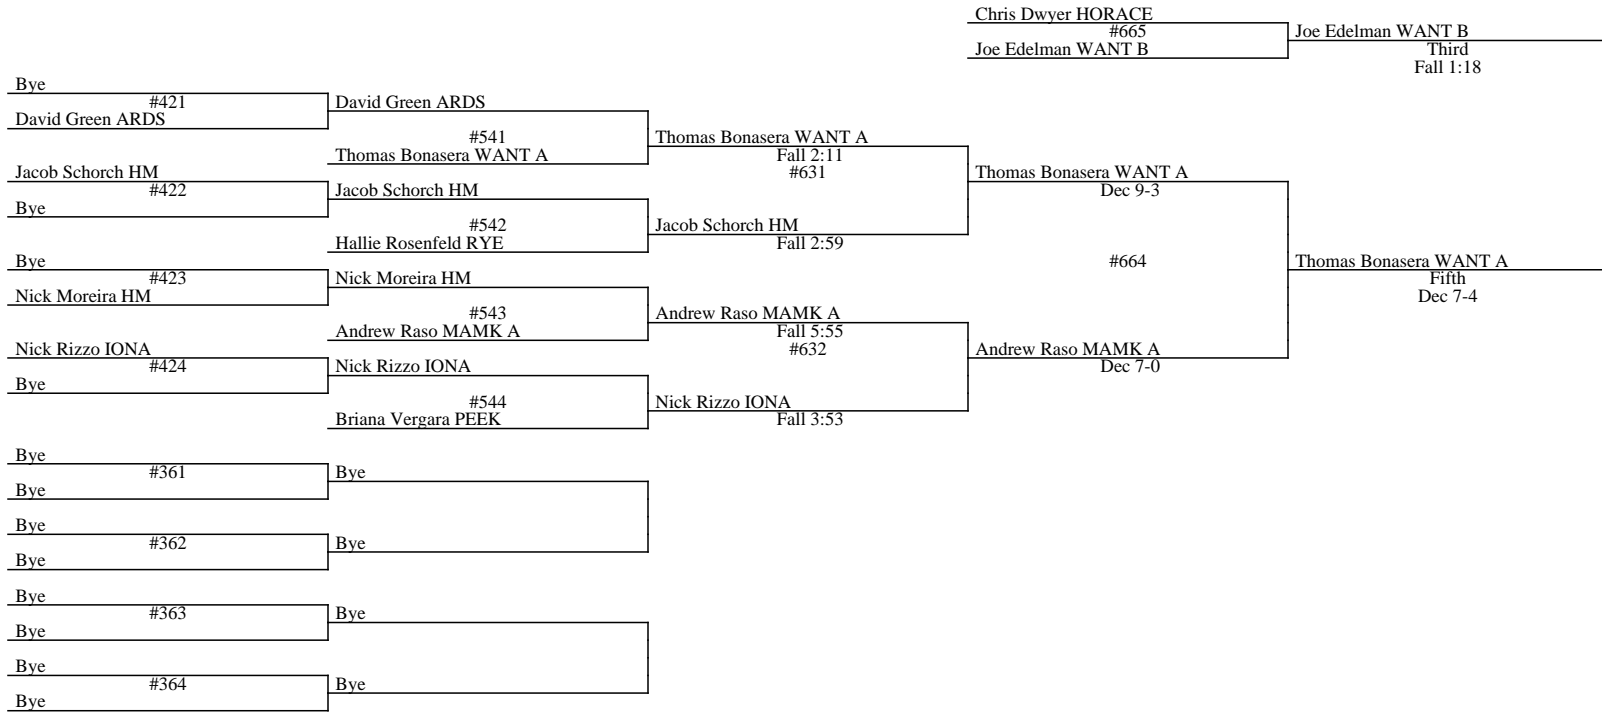 Chris Dwyer HORACE
#665
Joe Edelman WANT B
Joe Edelman WANT B
Third
Fall 1:18
Bye
#421
David Green ARDS
Jacob Schorch HM
#422
Bye
Bye
#423
Nick Moreira HM
Nick Rizzo IONA
#424
Bye
David Green ARDS
#541
Thomas Bonasera WANT A
Jacob Schorch HM
#542
Hallie Rosenfeld RYE
Nick Moreira HM
#543
Andrew Raso MAMK A
Nick Rizzo IONA
#544
Briana Vergara PEEK
Thomas Bonasera WANT A
Fall 2:11
#631
Jacob Schorch HM
Fall 2:59
Andrew Raso MAMK A
Fall 5:55
#632
Nick Rizzo IONA
Fall 3:53
Thomas Bonasera WANT A
Dec 9-3
#664
Andrew Raso MAMK A
Dec 7-0
Thomas Bonasera WANT A
Fifth
Dec 7-4
Bye
#361
Bye
Bye
#362
Bye
Bye
#363
Bye
Bye
#364
Bye
Bye
Bye
Bye
Bye